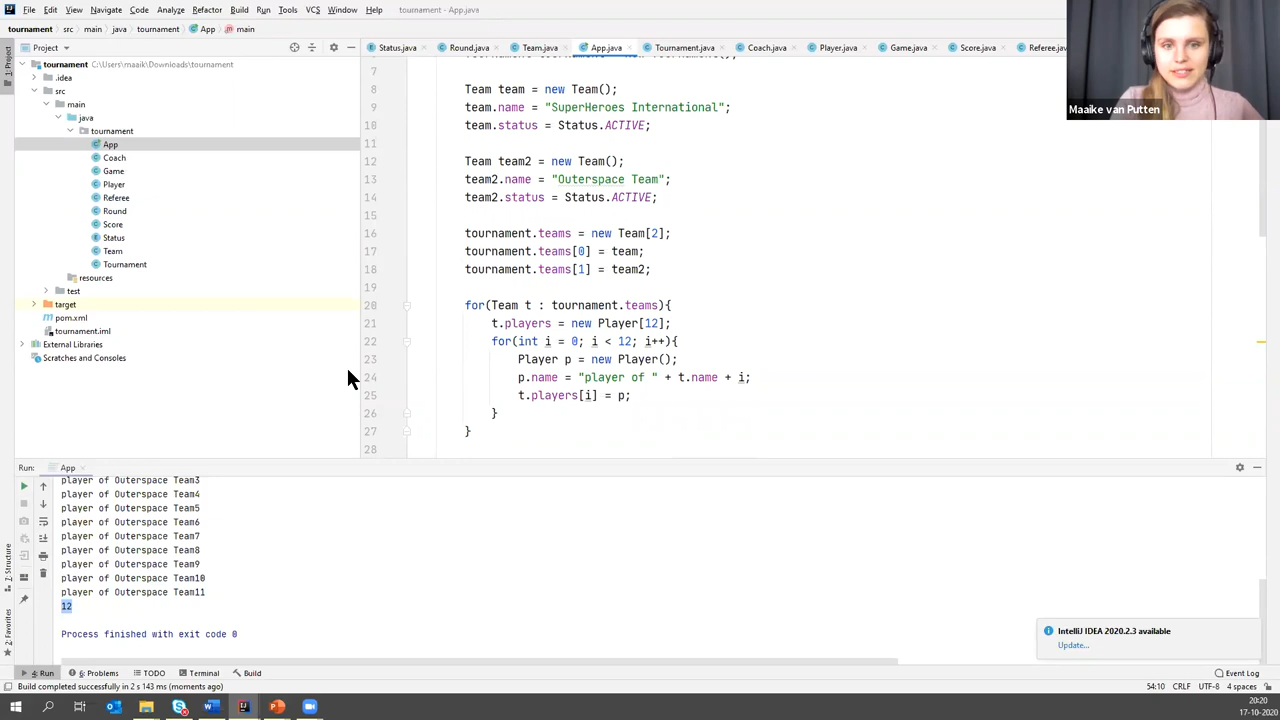 File Edit View Navigate Code Analyze Refactor Build Run Tools VCS Window Help tournament - App.java
tournament src main java tournament App main
Project
Status.java Round.java Team.java App.java Tournament.java Coach.java Player.java Game.java Score.java Referee.java
1: Project
tournament C:\Users\maaik\Downloads\tournament
.idea
src
main
java
tournament
App
Coach
Game
Player
Referee
Round
Score
Status
Team
Tournament
resources
test
target
pom.xml
tournament.iml
External Libraries
Scratches and Consoles
7
8 Team team = new Team();
9 team.name = "SuperHeroes International";
10 team.status = Status.ACTIVE;
11
12 Team team2 = new Team();
13 team2.name = "Outerspace Team";
14 team2.status = Status.ACTIVE;
15
16 tournament.teams = new Team[2];
17 tournament.teams[0] = team;
18 tournament.teams[1] = team2;
19
20 for(Team t : tournament.teams){
21 t.players = new Player[12];
22 for(int i = 0; i < 12; i++){
23 Player p = new Player();
24 p.name = "player of " + t.name + i;
25 t.players[i] = p;
26 }
27 }
28
Maaike van Putten
Run: App
player of Outerspace Team3
player of Outerspace Team4
player of Outerspace Team5
player of Outerspace Team6
player of Outerspace Team7
player of Outerspace Team8
player of Outerspace Team9
player of Outerspace Team10
player of Outerspace Team11
12
Process finished with exit code 0
7: Structure
2: Favorites
IntelliJ IDEA 2020.2.3 available
Update...
4: Run 6: Problems TODO Terminal Build Event Log
Build completed successfully in 2 s 143 ms (moments ago) 54:10 CRLF UTF-8 4 spaces
20:20
17-10-2020